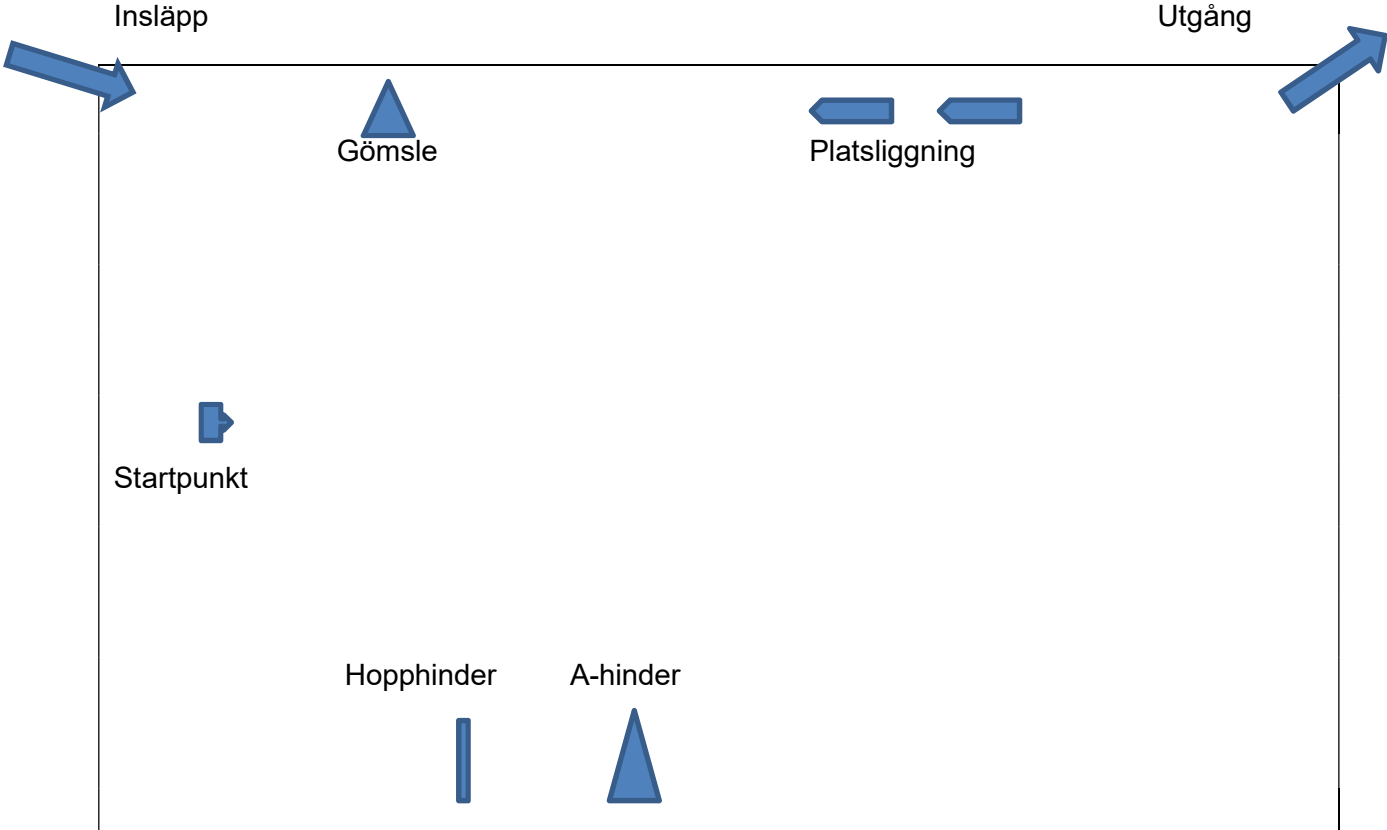 Insläpp
Utgång
Gömsle
Platsliggning
Startpunkt
Hopphinder
A-hinder